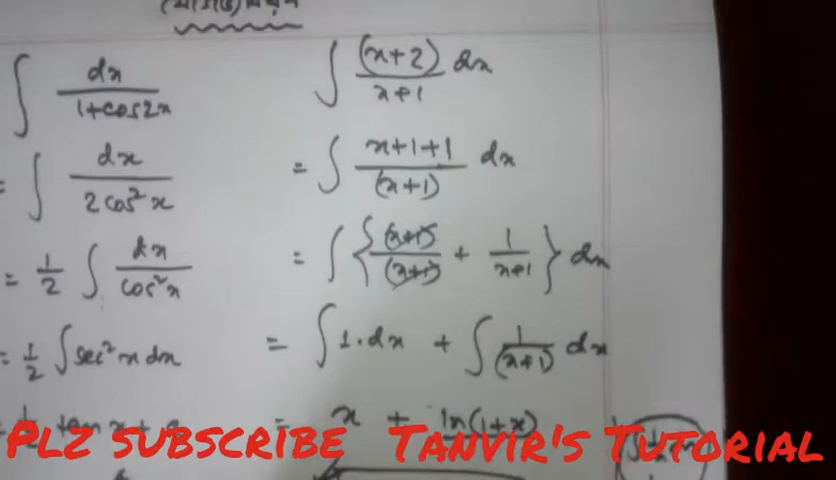 ∫ dx/(1+cos2x)
= ∫ dx/(2cos²x)
= 1/2 ∫ dx/(cos²x)
= 1/2 ∫sec²x dx
∫ (x+2)/(x+1) dx
= ∫ (x+1+1)/(x+1) dx
= ∫ { (x+1)/(x+1) + 1/(x+1) } dx
= ∫1.dx + ∫ 1/(x+1) dx
= x + ln(1+x)
PLZ SUBSCRIBE TANVIR'S TUTORIAL